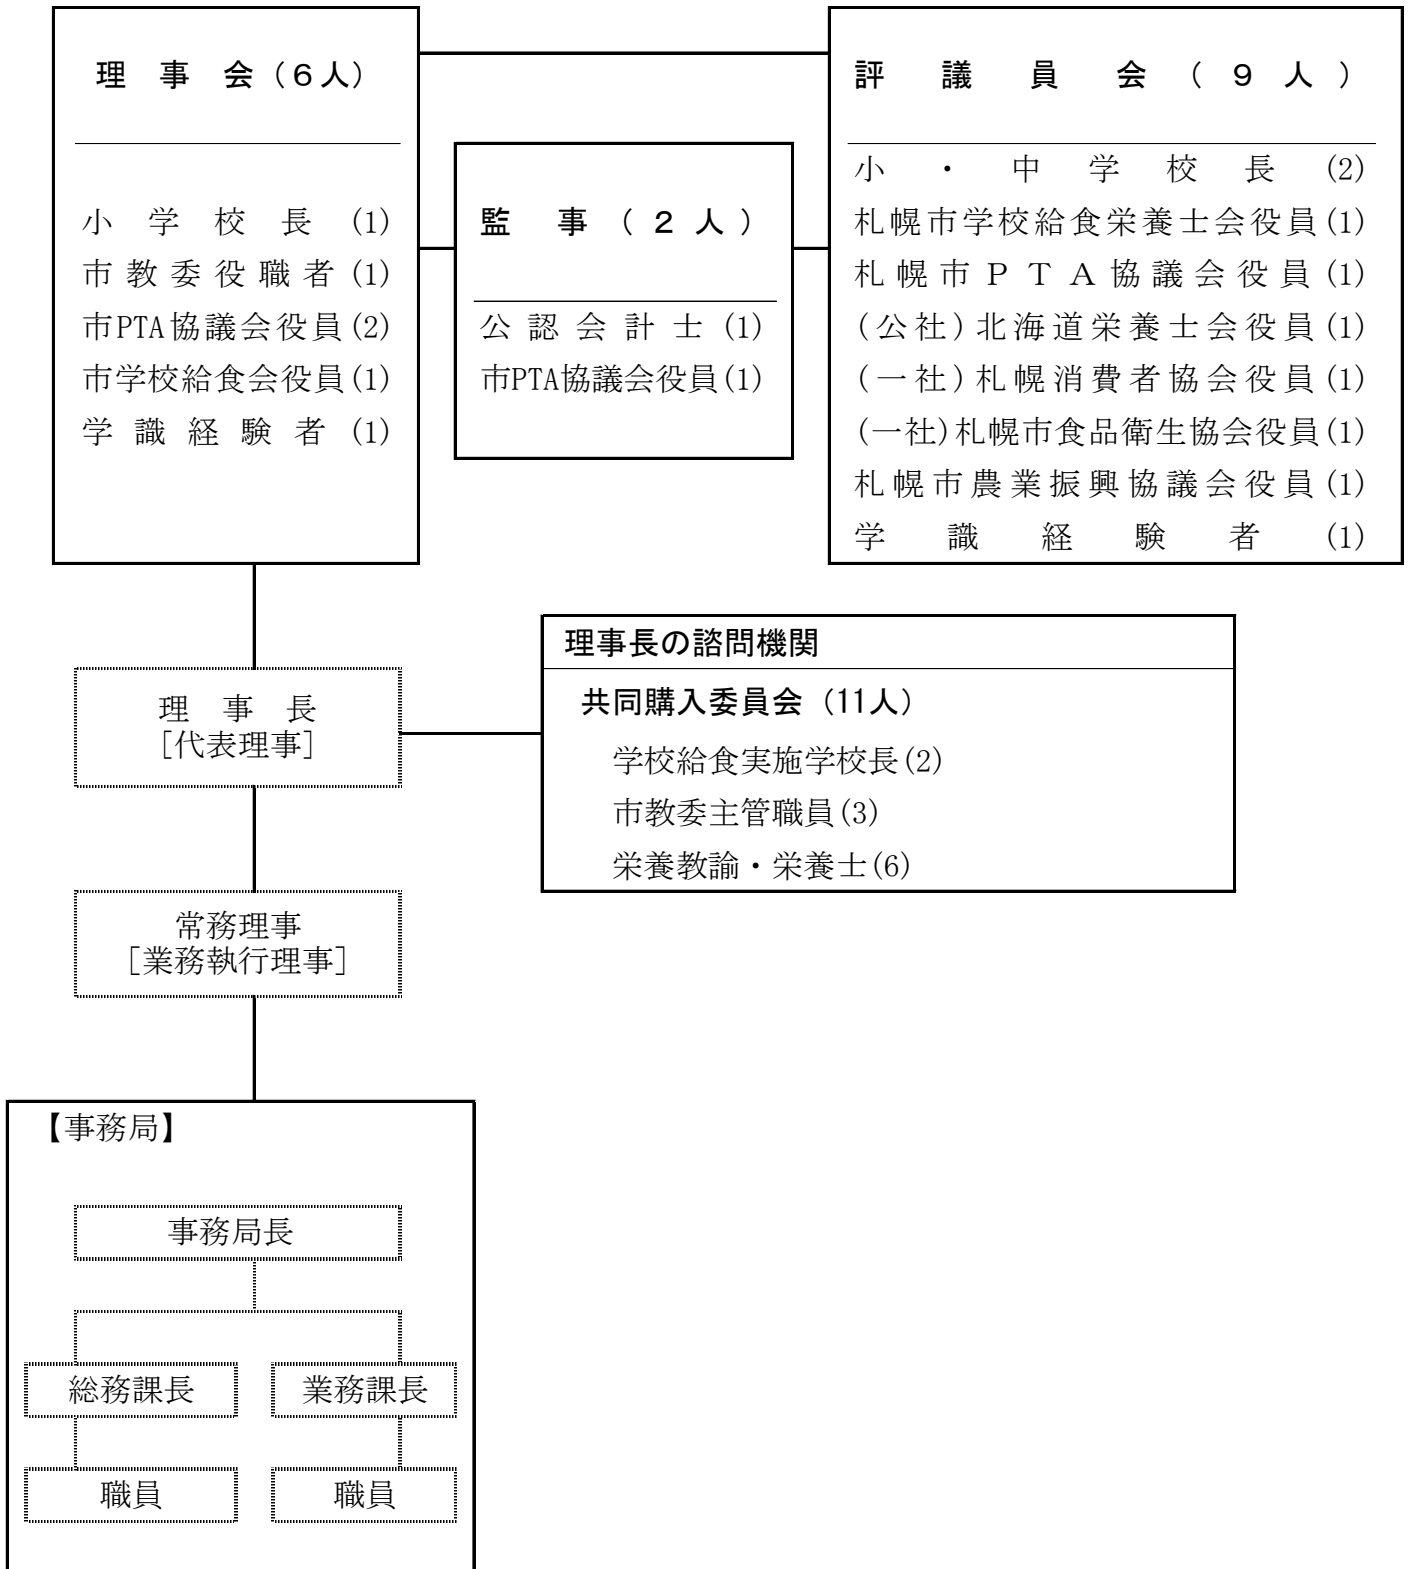 理事会(6人)
小学校長(1)
市教委役職者(1)
市PTA協議会役員(2)
市学校給食会役員(1)
学識経験者(1)
監事(2人)
公認会計士(1)
市PTA協議会役員(1)
評議員会(9人)
小・中学校長(2)
札幌市学校給食栄養士会役員(1)
札幌市PTA協議会役員(1)
(公社)北海道栄養士会役員(1)
(一社)札幌消費者協会役員(1)
(一社)札幌市食品衛生協会役員(1)
札幌市農業振興協議会役員(1)
学識経験者(1)
理事長
[代表理事]
理事長の諮問機関
共同購入委員会(11人)
学校給食実施学校長(2)
市教委主管職員(3)
栄養教諭・栄養士(6)
常務理事
[業務執行理事]
【事務局】
事務局長
総務課長
業務課長
職員
職員